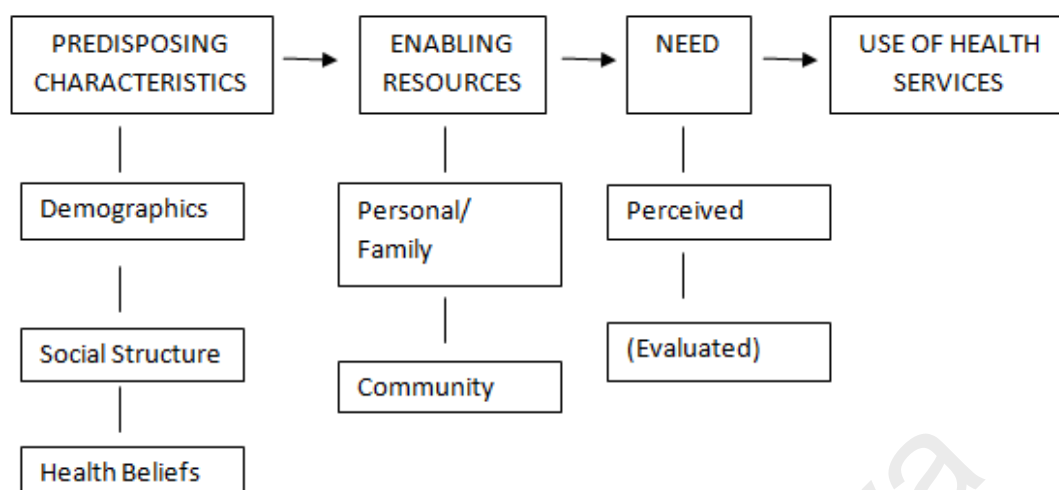 PREDISPOSING
CHARACTERISTICS
ENABLING
RESOURCES
NEED
USE OF HEALTH
SERVICES
Demographics
Personal/
Family
Perceived
Social Structure
Community
(Evaluated)
Health Beliefs